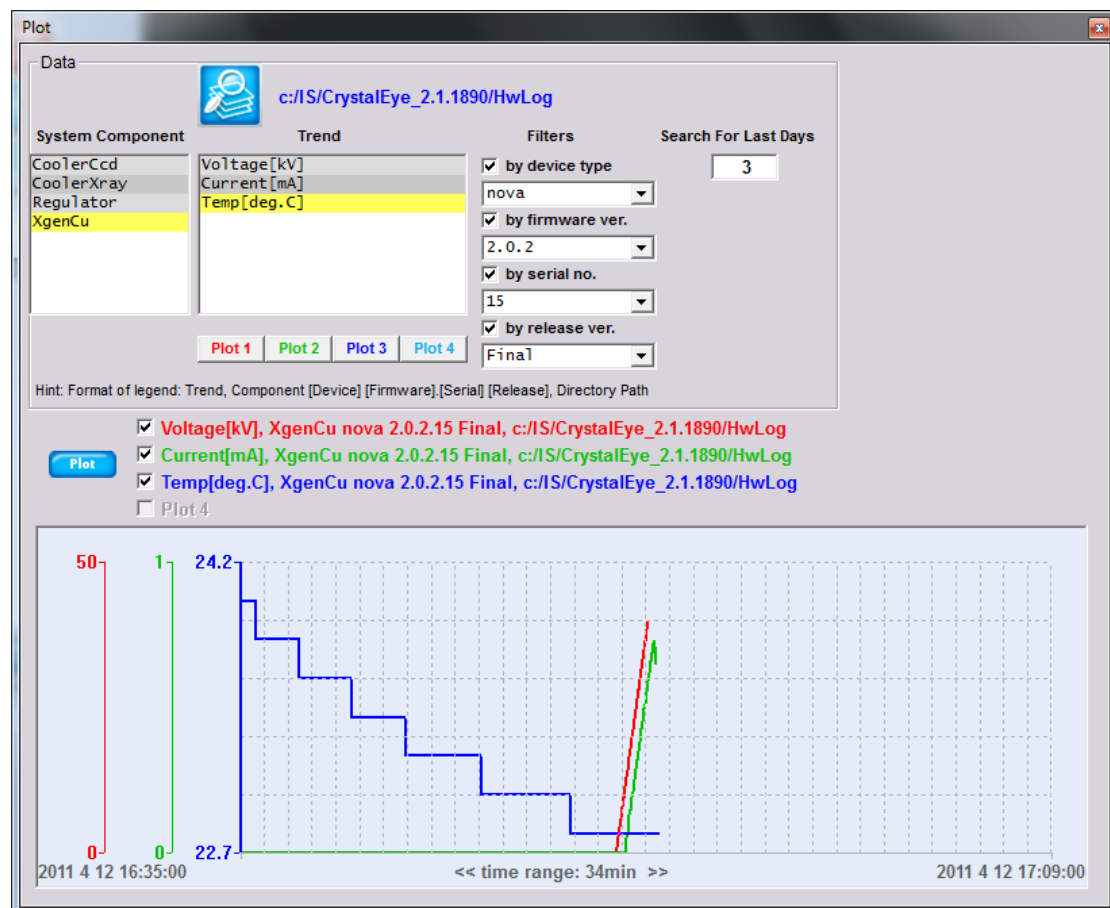 Plot
Data
c:/IS/CrystalEye_2.1.1890/HwLog
System Component Trend Filters Search For Last Days
CoolerCcd
CoolerXray
Regulator
XgenCu
Voltage[kV]
Current[mA]
Temp[deg.C]
by device type
nova
by firmware ver.
2.0.2
by serial no.
15
by release ver.
Final
3
Plot 1 Plot 2 Plot 3 Plot 4
Hint: Format of legend: Trend, Component [Device] [Firmware].[Serial] [Release], Directory Path
Plot
Voltage[kV], XgenCu nova 2.0.2.15 Final, c:/IS/CrystalEye_2.1.1890/HwLog
Current[mA], XgenCu nova 2.0.2.15 Final, c:/IS/CrystalEye_2.1.1890/HwLog
Temp[deg.C], XgenCu nova 2.0.2.15 Final, c:/IS/CrystalEye_2.1.1890/HwLog
Plot 4
50 1 24.2
0 0 22.7
2011 4 12 16:35:00 << time range: 34min >> 2011 4 12 17:09:00